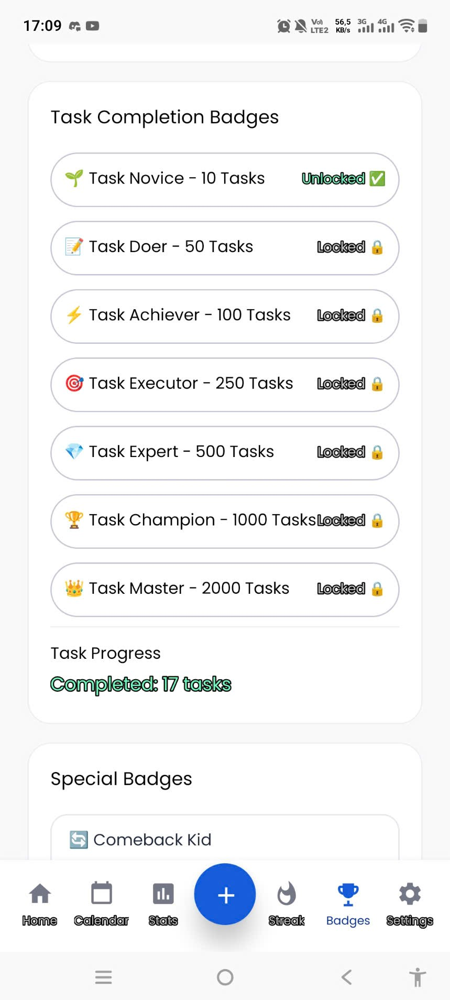 17:09 Vo) LTE2 56,5 KB/s 3G 4G
Task Completion Badges
Task Novice - 10 Tasks Unlocked
Task Doer - 50 Tasks Locked
Task Achiever - 100 Tasks Locked
Task Executor - 250 Tasks Locked
Task Expert - 500 Tasks Locked
Task Champion - 1000 Tasks Locked
Task Master - 2000 Tasks Locked
Task Progress
Completed: 17 tasks
Special Badges
Comeback Kid
Home Calendar Stats + Streak Badges Settings